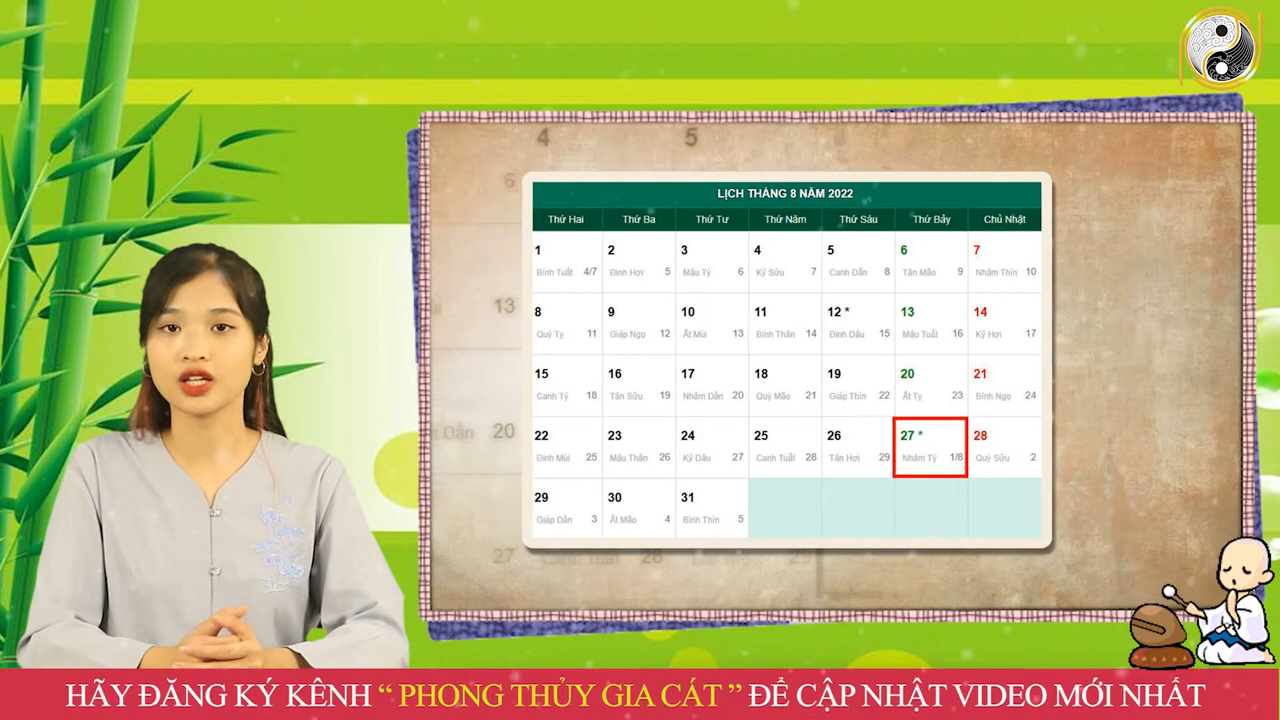 4 5
6
13
20
27
LỊCH THÁNG 8 NĂM 2022
Thứ Hai Thứ Ba Thứ Tư Thứ Năm Thứ Sáu Thứ Bảy Chủ Nhật
1 2 3 4 5 6 7
Bính Tuất 4/7 Đinh Hợi 5 Mậu Tý 6 Kỷ Sửu 7 Canh Dần 8 Tân Mão 9 Nhâm Thìn 10
8 9 10 11 12 * 13 14
Quý Tỵ 11 Giáp Ngọ 12 Ất Mùi 13 Bính Thân 14 Đinh Dậu 15 Mậu Tuất 16 Kỷ Hợi 17
15 16 17 18 19 20 21
Canh Tý 18 Tân Sửu 19 Nhâm Dần 20 Quý Mão 21 Giáp Thìn 22 Ất Tỵ 23 Bính Ngọ 24
22 23 24 25 26 27 * 28
Đinh Mùi 25 Mậu Thân 26 Kỷ Dậu 27 Canh Tuất 28 Tân Hợi 29 Nhâm Tý 1/8 Quý Sửu 2
29 30 31
Giáp Dần 3 Ất Mão 4 Bính Thìn 5
HÃY ĐĂNG KÝ KÊNH “ PHONG THỦY GIA CÁT ” ĐỂ CẬP NHẬT VIDEO MỚI NHẤT